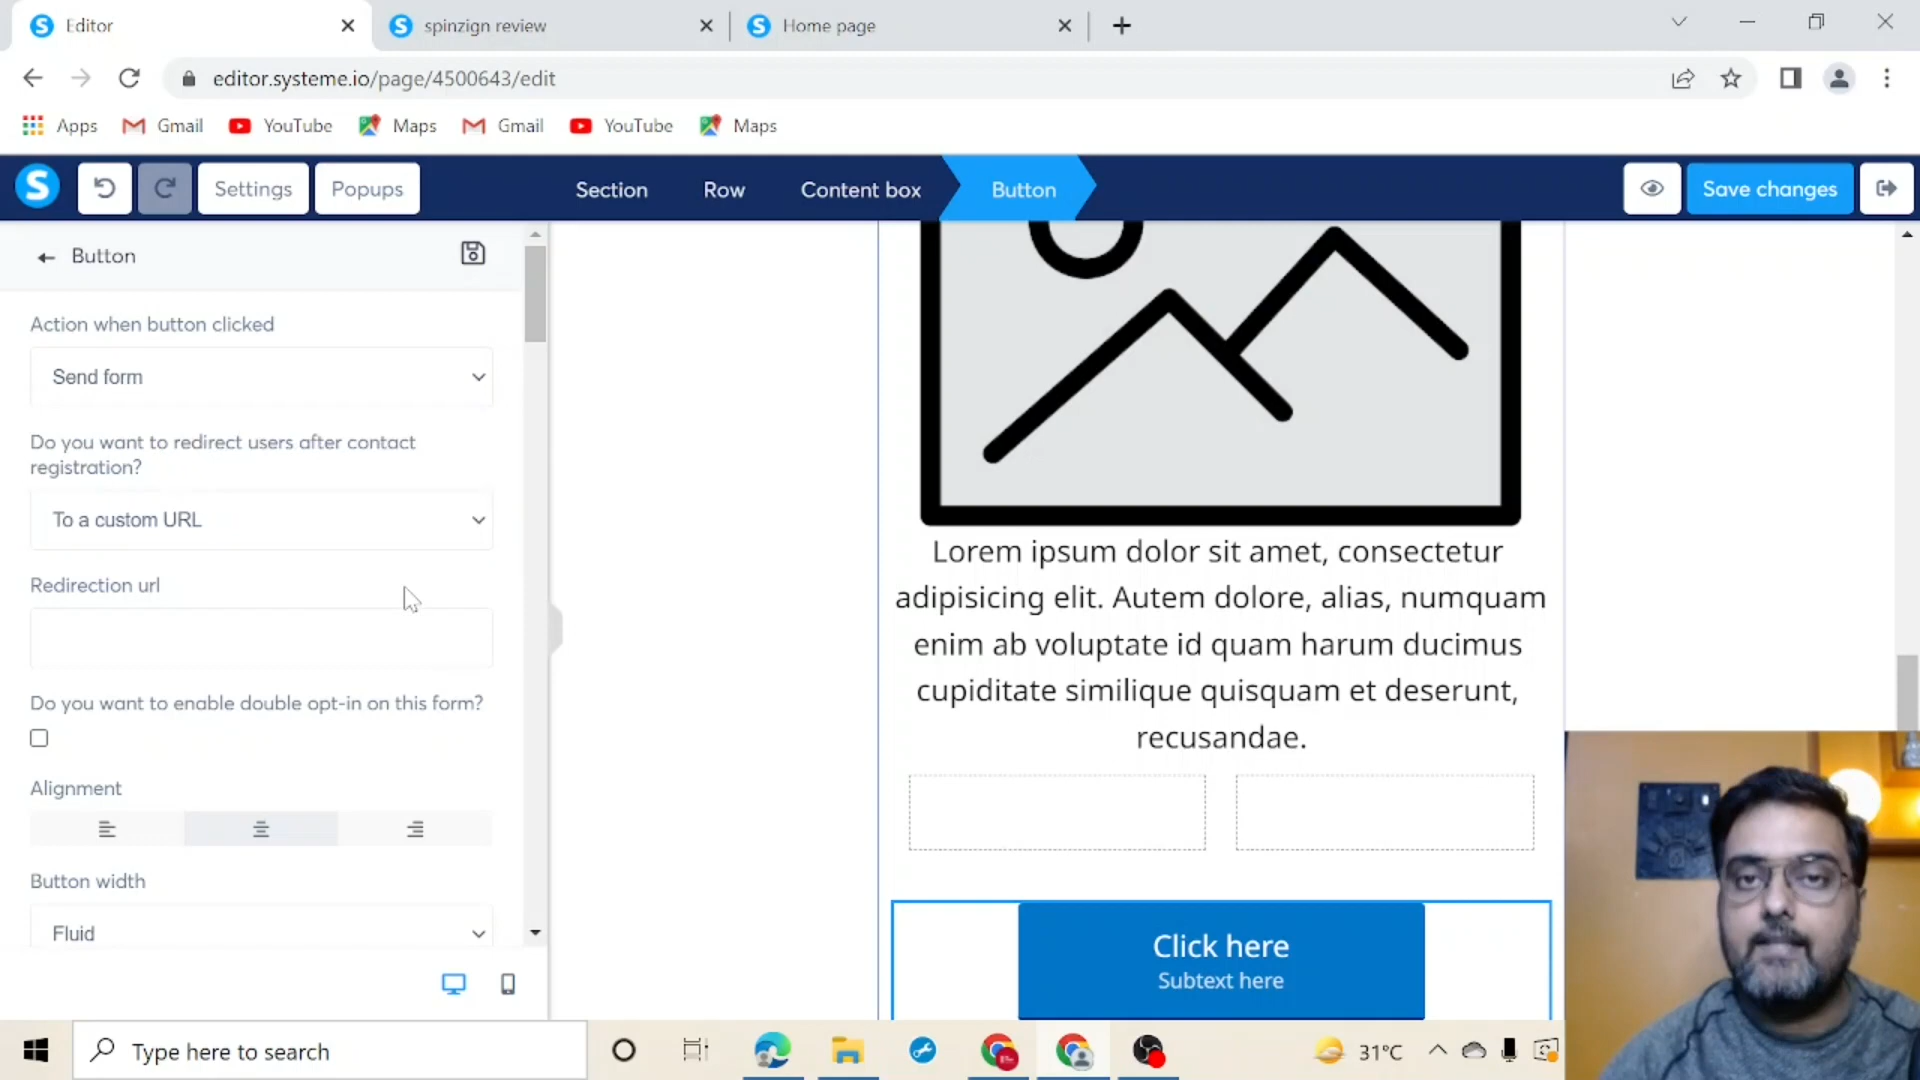 Editor
spinzign review
Home page
editor.systeme.io/page/4500643/edit
Apps
Gmail
YouTube
Maps
Gmail
YouTube
Maps
S
Settings
Popups
Section
Row
Content box
Button
Save changes
Button
Action when button clicked
Send form
Do you want to redirect users after contact
registration?
To a custom URL
Redirection url
Do you want to enable double opt-in on this form?
Alignment
Button width
Fluid
Lorem ipsum dolor sit amet, consectetur
adipisicing elit. Autem dolore, alias, numquam
enim ab voluptate id quam harum ducimus
cupiditate similique quisquam et deserunt,
recusandae.
Click here
Subtext here
Type here to search
31°C